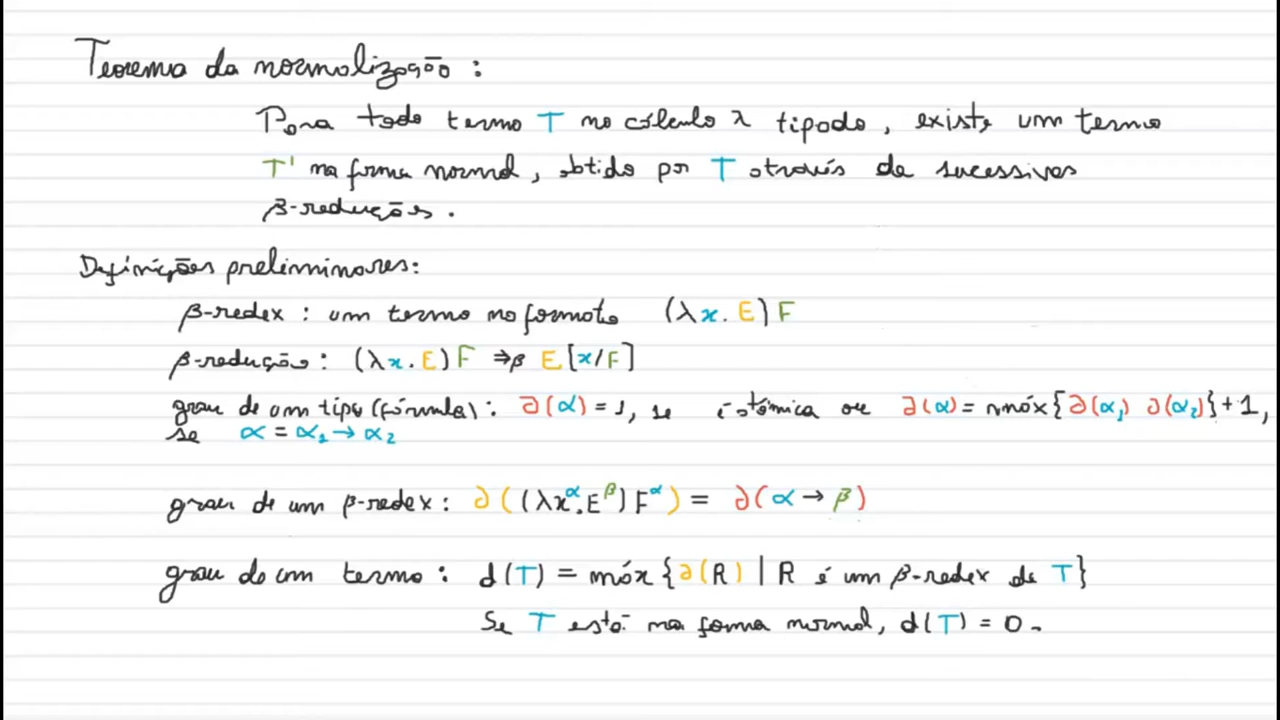 Teorema da normalização:
Para todo termo T no cálculo λ tipado, existe um termo
T' na forma normal, obtido por T através de sucessivas
β-reduções.
Definições preliminares:
β-redex: um termo no formato (λx.E)F
β-redução: (λx.E)F ⇒β E[x/F]
grau de um tipo (fórmula): ∂(α)=1, se é atômica ou ∂(α)=máx{∂(α₁) ∂(α₂)}+1,
se α = α₁ → α₂
grau de um β-redex: ∂((λx^α.E^β)F^α) = ∂(α → β)
grau de um termo: d(T) = máx{∂(R) | R é um β-redex de T}
Se T está na forma normal, d(T) = 0.